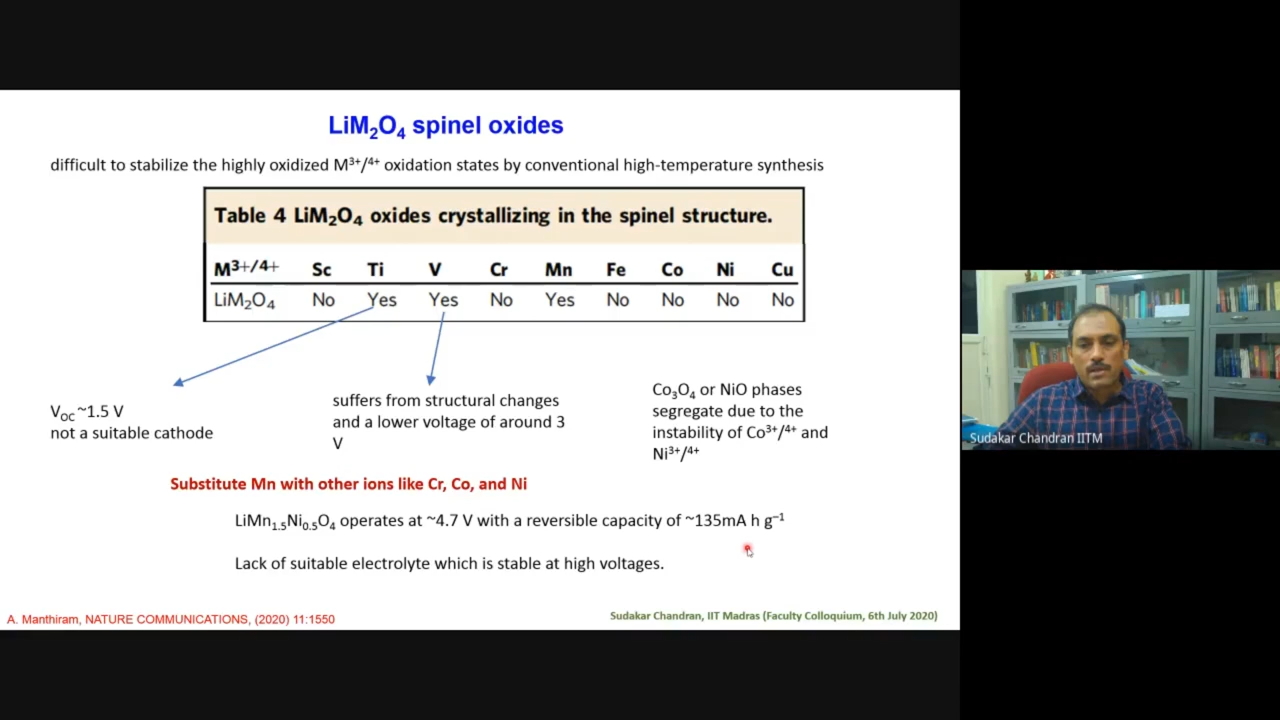 LiM₂O₄ spinel oxides
difficult to stabilize the highly oxidized M³⁺/⁴⁺ oxidation states by conventional high-temperature synthesis
Table 4 LiM₂O₄ oxides crystallizing in the spinel structure.
M³⁺/⁴⁺ Sc Ti V Cr Mn Fe Co Ni Cu
LiM₂O₄ No Yes Yes No Yes No No No No
V_OC ~1.5 V
not a suitable cathode
suffers from structural changes
and a lower voltage of around 3
V
Co₃O₄ or NiO phases
segregate due to the
instability of Co³⁺/⁴⁺ and
Ni³⁺/⁴⁺
Substitute Mn with other ions like Cr, Co, and Ni
LiMn₁.₅Ni₀.₅O₄ operates at ~4.7 V with a reversible capacity of ~135mA h g⁻¹
Lack of suitable electrolyte which is stable at high voltages.
A. Manthiram, NATURE COMMUNICATIONS, (2020) 11:1550
Sudakar Chandran, IIT Madras (Faculty Colloquium, 6th July 2020)
Sudakar Chandran IITM